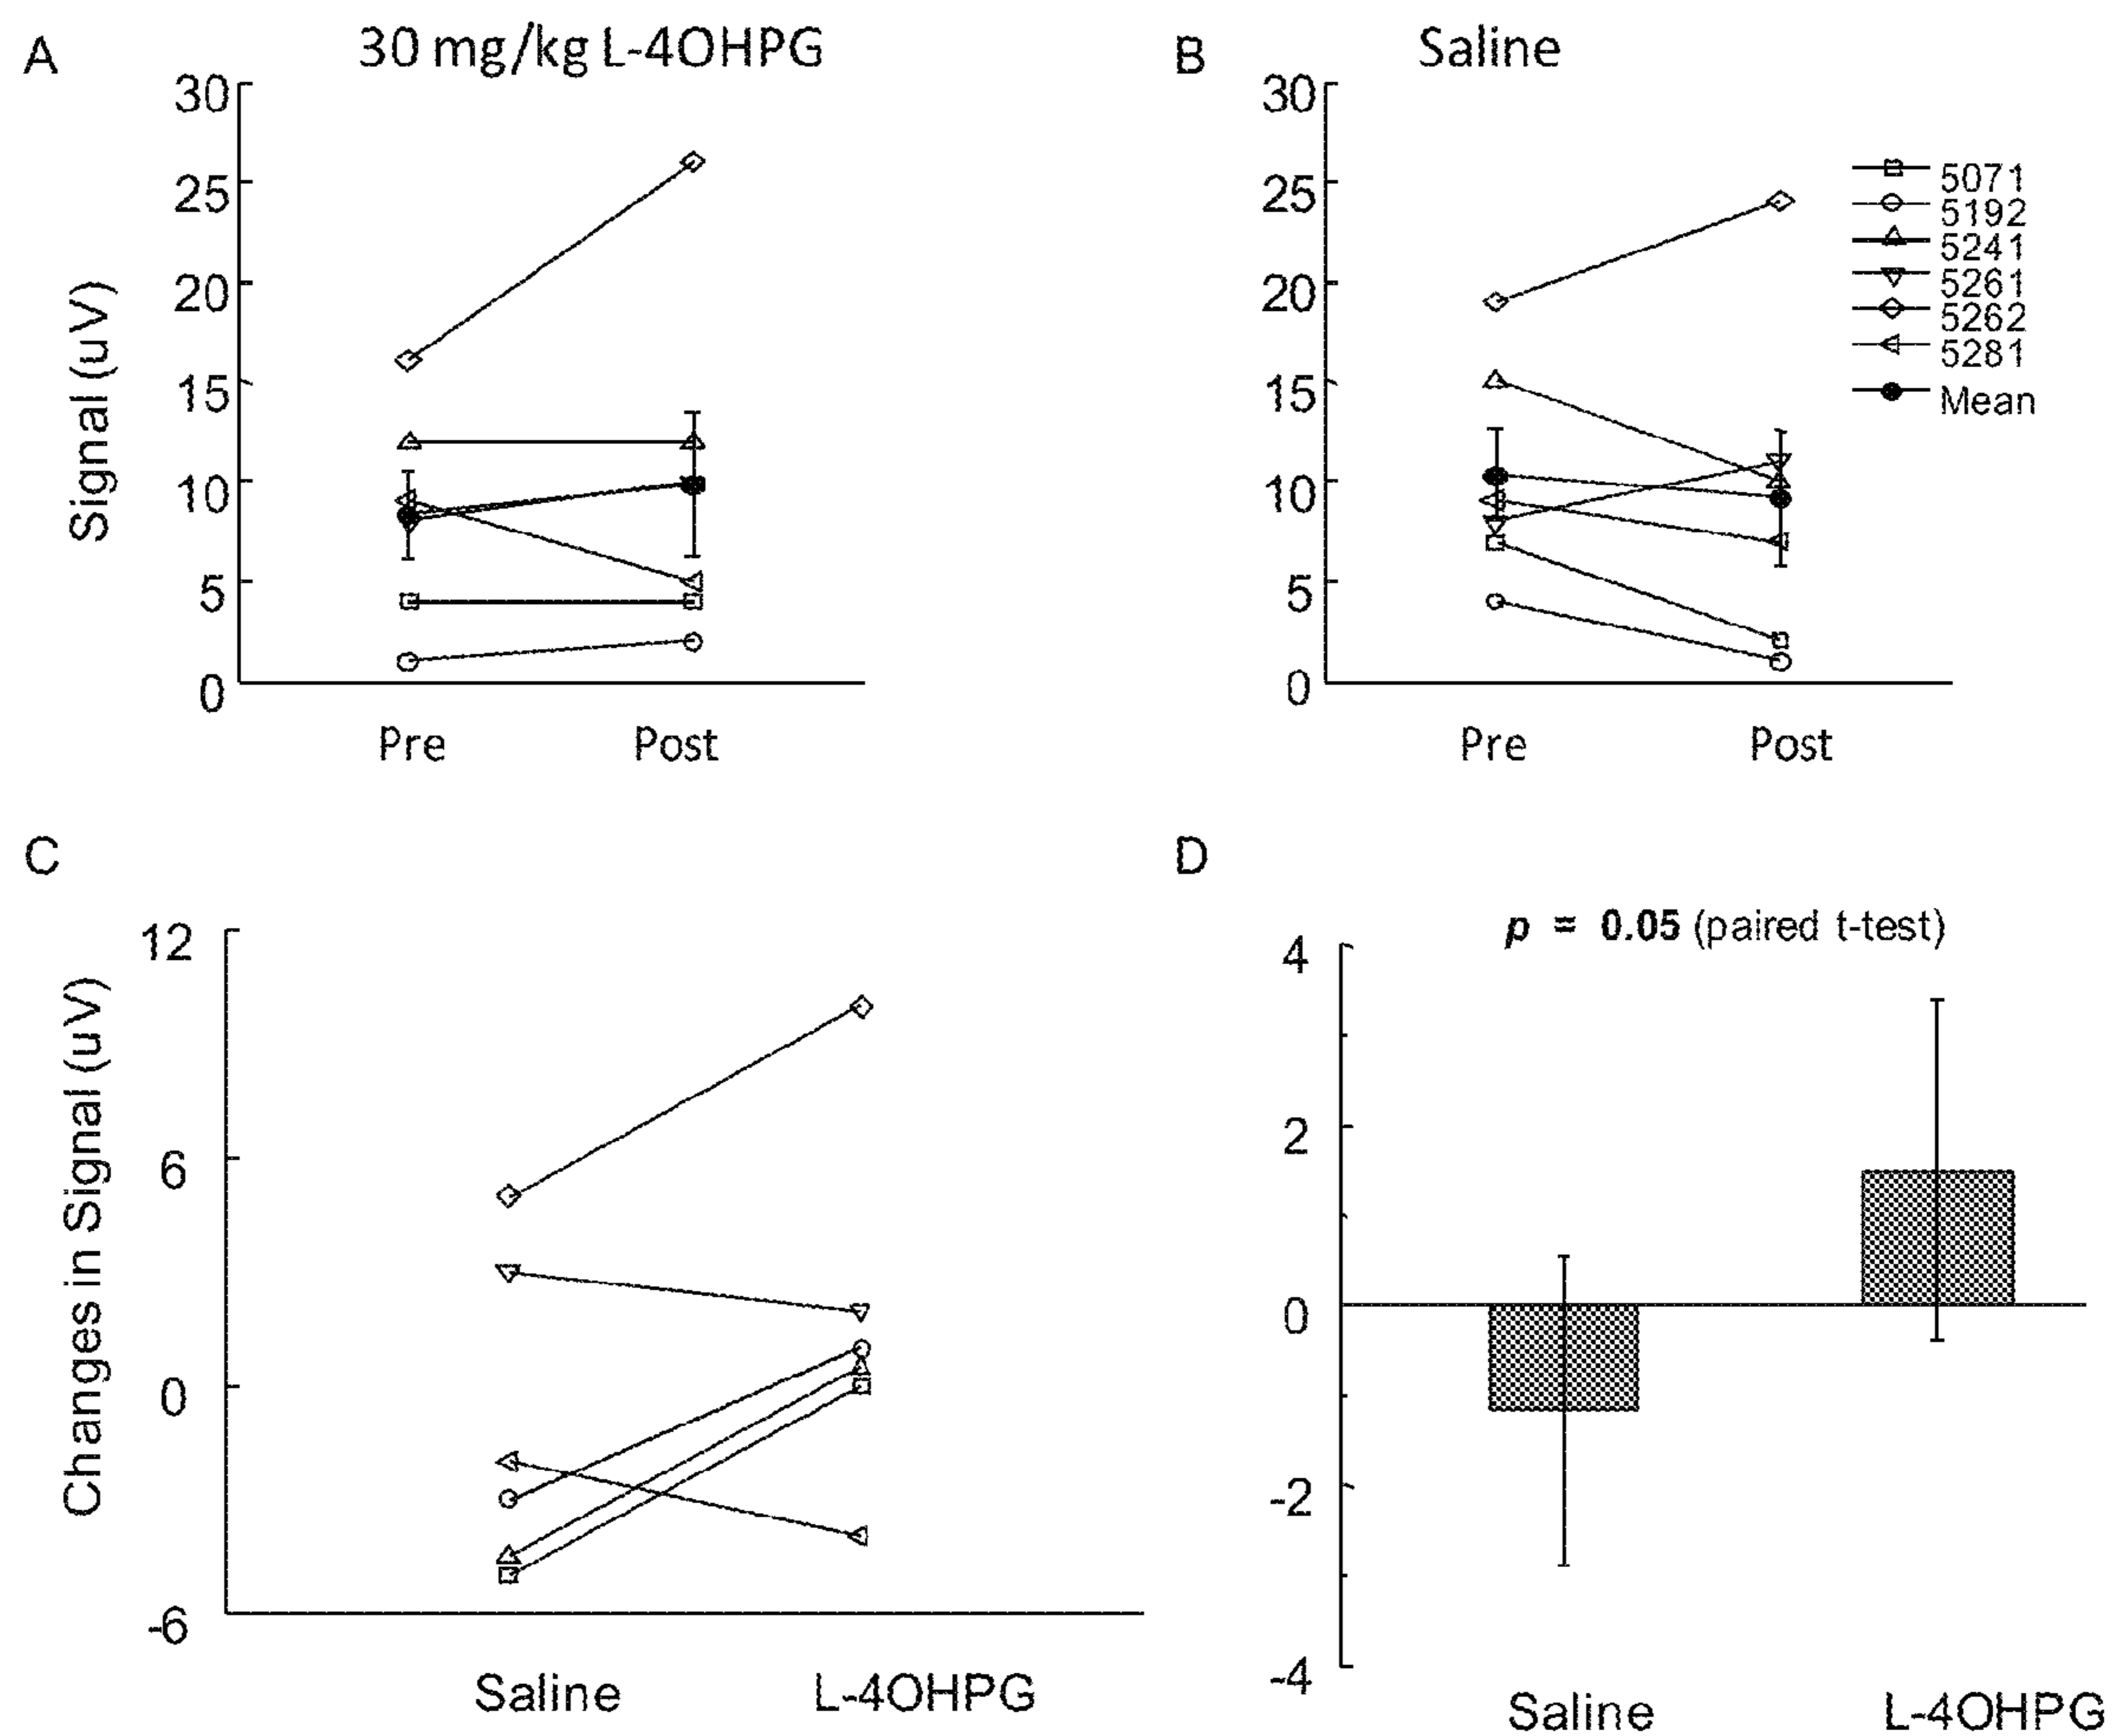 A
30 mg/kg L-4OHPG
30
25
20
15
10
5
0
Signal (uV)
Pre
Post
B
Saline
30
25
20
15
10
5
0
Pre
Post
5071
5192
5241
5261
5262
5281
Mean
C
12
6
0
-6
Changes in Signal (uV)
Saline
L-4OHPG
D
p = 0.05 (paired t-test)
4
2
0
-2
-4
Saline
L-4OHPG